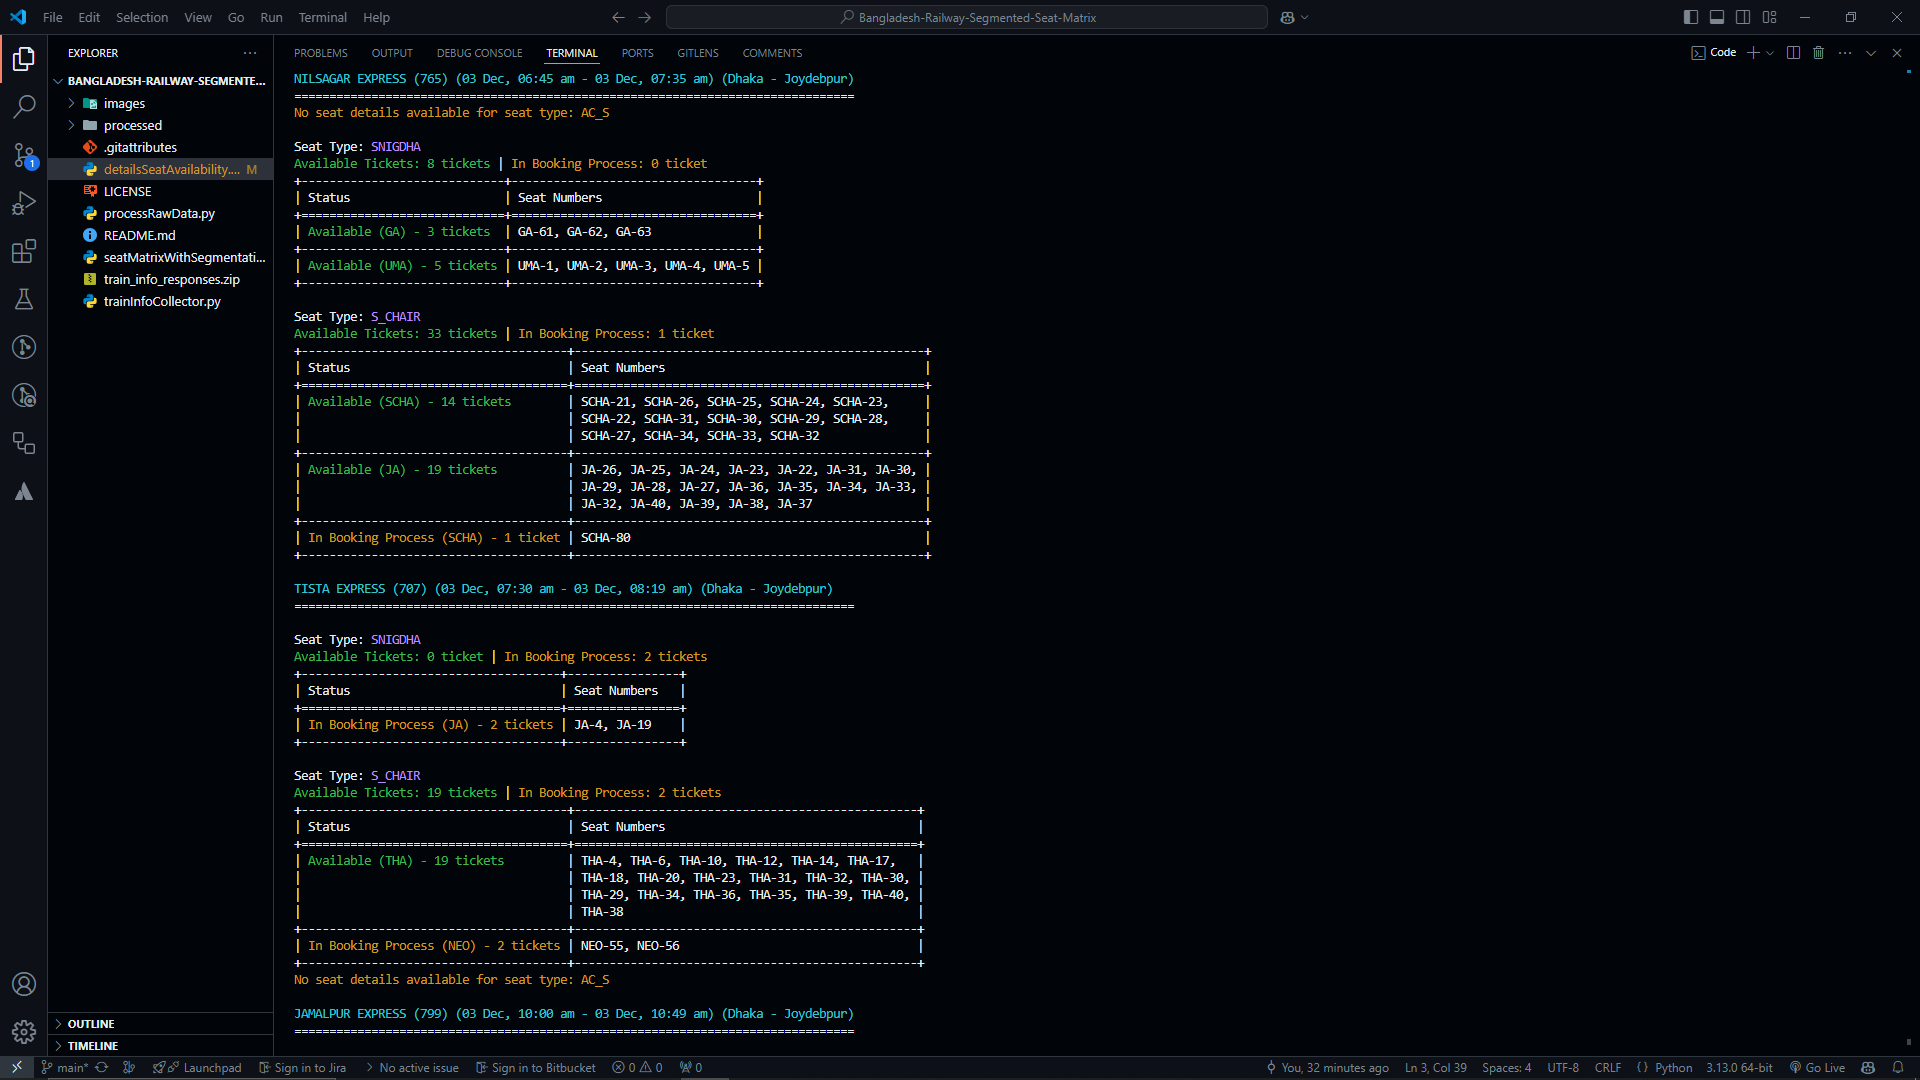 File Edit Selection View Go Run Terminal Help
Bangladesh-Railway-Segmented-Seat-Matrix
EXPLORER
BANGLADESH-RAILWAY-SEGMENTE...
images
processed
.gitattributes
detailsSeatAvailability.... M
LICENSE
processRawData.py
README.md
seatMatrixWithSegmentati...
train_info_responses.zip
trainInfoCollector.py
OUTLINE
TIMELINE
1
PROBLEMS OUTPUT DEBUG CONSOLE TERMINAL PORTS GITLENS COMMENTS
Code
NILSAGAR EXPRESS (765) (03 Dec, 06:45 am - 03 Dec, 07:35 am) (Dhaka - Joydebpur)
================================================================================
No seat details available for seat type: AC_S
Seat Type: SNIGDHA
Available Tickets: 8 tickets | In Booking Process: 0 ticket
+-----------------------------+-----------------------------------+
| Status                      | Seat Numbers                      |
+=============================+===================================+
| Available (GA) - 3 tickets  | GA-61, GA-62, GA-63               |
+-----------------------------+-----------------------------------+
| Available (UMA) - 5 tickets | UMA-1, UMA-2, UMA-3, UMA-4, UMA-5 |
+-----------------------------+-----------------------------------+
Seat Type: S_CHAIR
Available Tickets: 33 tickets | In Booking Process: 1 ticket
+--------------------------------------+--------------------------------------------------+
| Status                               | Seat Numbers                                     |
+======================================+==================================================+
| Available (SCHA) - 14 tickets        | SCHA-21, SCHA-26, SCHA-25, SCHA-24, SCHA-23,     |
|                                      | SCHA-22, SCHA-31, SCHA-30, SCHA-29, SCHA-28,     |
|                                      | SCHA-27, SCHA-34, SCHA-33, SCHA-32               |
+--------------------------------------+--------------------------------------------------+
| Available (JA) - 19 tickets          | JA-26, JA-25, JA-24, JA-23, JA-22, JA-31, JA-30, |
|                                      | JA-29, JA-28, JA-27, JA-36, JA-35, JA-34, JA-33, |
|                                      | JA-32, JA-40, JA-39, JA-38, JA-37                |
+--------------------------------------+--------------------------------------------------+
| In Booking Process (SCHA) - 1 ticket | SCHA-80                                          |
+--------------------------------------+--------------------------------------------------+
TISTA EXPRESS (707) (03 Dec, 07:30 am - 03 Dec, 08:19 am) (Dhaka - Joydebpur)
================================================================================
Seat Type: SNIGDHA
Available Tickets: 0 ticket | In Booking Process: 2 tickets
+-------------------------------------+----------------+
| Status                              | Seat Numbers   |
+=====================================+================+
| In Booking Process (JA) - 2 tickets | JA-4, JA-19    |
+-------------------------------------+----------------+
Seat Type: S_CHAIR
Available Tickets: 19 tickets | In Booking Process: 2 tickets
+--------------------------------------+-------------------------------------------------+
| Status                               | Seat Numbers                                    |
+======================================+=================================================+
| Available (THA) - 19 tickets         | THA-4, THA-6, THA-10, THA-12, THA-14, THA-17,   |
|                                      | THA-18, THA-20, THA-23, THA-31, THA-32, THA-30, |
|                                      | THA-29, THA-34, THA-36, THA-35, THA-39, THA-40, |
|                                      | THA-38                                          |
+--------------------------------------+-------------------------------------------------+
| In Booking Process (NEO) - 2 tickets | NEO-55, NEO-56                                  |
+--------------------------------------+-------------------------------------------------+
No seat details available for seat type: AC_S
JAMALPUR EXPRESS (799) (03 Dec, 10:00 am - 03 Dec, 10:49 am) (Dhaka - Joydebpur)
================================================================================
main* Launchpad Sign in to Jira No active issue Sign in to Bitbucket 0 0 0 You, 32 minutes ago Ln 3, Col 39 Spaces: 4 UTF-8 CRLF {} Python 3.13.0 64-bit Go Live